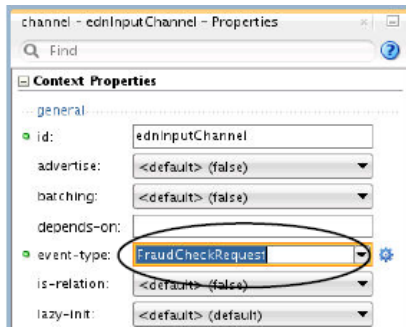 channel - ednInputChannel - Properties
Find
Context Properties
general
id: ednInputChannel
advertise: <default> (false)
batching: <default> (false)
depends-on:
event-type: FraudCheckRequest
is-relation: <default> (false)
lazy-init: <default> (default)